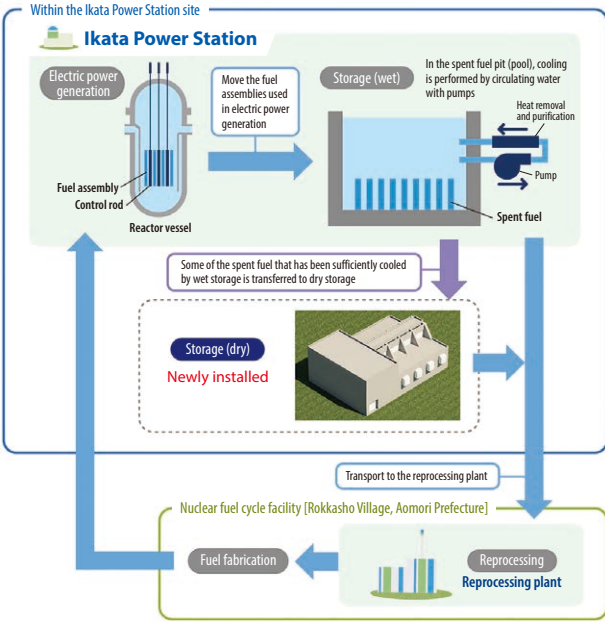 Within the Ikata Power Station site
Ikata Power Station
Electric power
generation
Move the fuel
assemblies used
in electric power
generation
Storage (wet)
In the spent fuel pit (pool), cooling
is performed by circulating water
with pumps
Heat removal
and purification
Pump
Fuel assembly
Control rod
Reactor vessel
Spent fuel
Some of the spent fuel that has been sufficiently cooled
by wet storage is transferred to dry storage
Storage (dry)
Newly installed
Transport to the reprocessing plant
Nuclear fuel cycle facility [Rokkasho Village, Aomori Prefecture]
Fuel fabrication
Reprocessing
Reprocessing plant